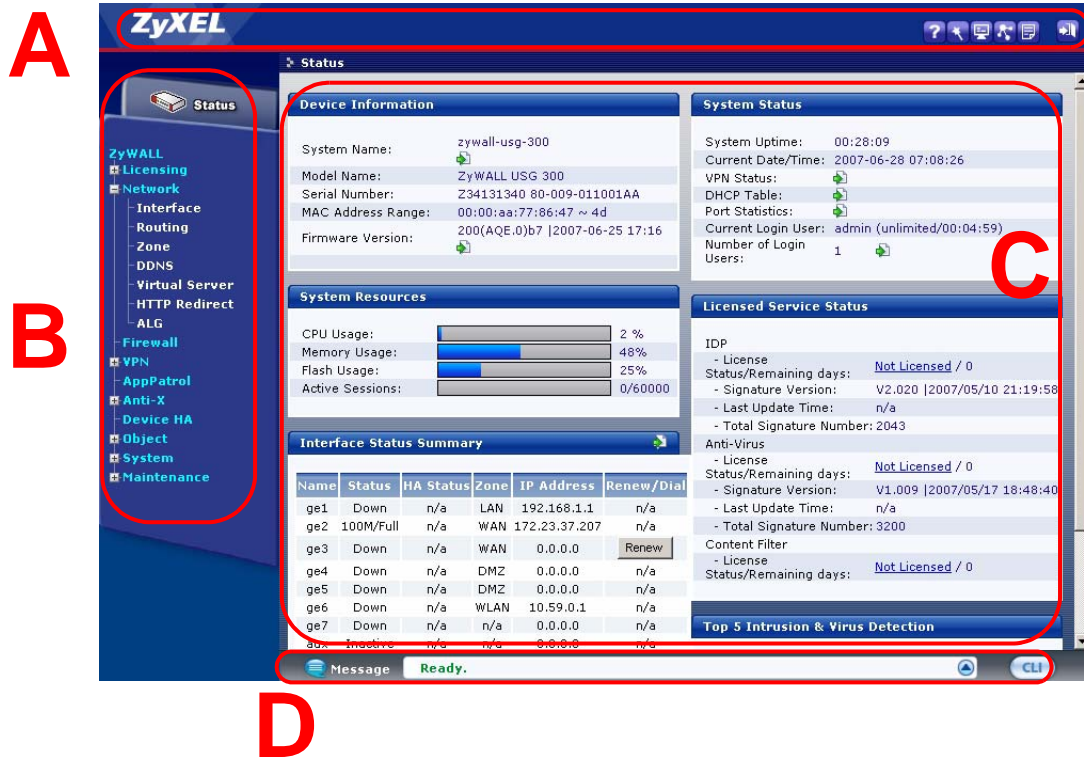 A
ZyXEL
?
Status
B
Status
ZyWALL
Licensing
Network
Interface
Routing
Zone
DDNS
Virtual Server
HTTP Redirect
ALG
Firewall
VPN
AppPatrol
Anti-X
Device HA
Object
System
Maintenance
Device Information
System Name: zywall-usg-300
Model Name: ZyWALL USG 300
Serial Number: Z34131340 80-009-011001AA
MAC Address Range: 00:00:aa:77:86:47 ~ 4d
Firmware Version: 200(AQE.0)b7 |2007-06-25 17:16
System Resources
CPU Usage: 2 %
Memory Usage: 48%
Flash Usage: 25%
Active Sessions: 0/60000
Interface Status Summary
Name Status HA Status Zone IP Address Renew/Dial
ge1 Down n/a LAN 192.168.1.1 n/a
ge2 100M/Full n/a WAN 172.23.37.207 n/a
ge3 Down n/a WAN 0.0.0.0 Renew
ge4 Down n/a DMZ 0.0.0.0 n/a
ge5 Down n/a DMZ 0.0.0.0 n/a
ge6 Down n/a WLAN 10.59.0.1 n/a
ge7 Down n/a n/a 0.0.0.0 n/a
aux Inactive n/a n/a 0.0.0.0 n/a
C
System Status
System Uptime: 00:28:09
Current Date/Time: 2007-06-28 07:08:26
VPN Status:
DHCP Table:
Port Statistics:
Current Login User: admin (unlimited/00:04:59)
Number of Login
Users: 1
Licensed Service Status
IDP
- License
Status/Remaining days: Not Licensed / 0
- Signature Version: V2.020 |2007/05/10 21:19:58
- Last Update Time: n/a
- Total Signature Number: 2043
Anti-Virus
- License
Status/Remaining days: Not Licensed / 0
- Signature Version: V1.009 |2007/05/17 18:48:40
- Last Update Time: n/a
- Total Signature Number: 3200
Content Filter
- License
Status/Remaining days: Not Licensed / 0
Top 5 Intrusion & Virus Detection
D
Message Ready. CLI